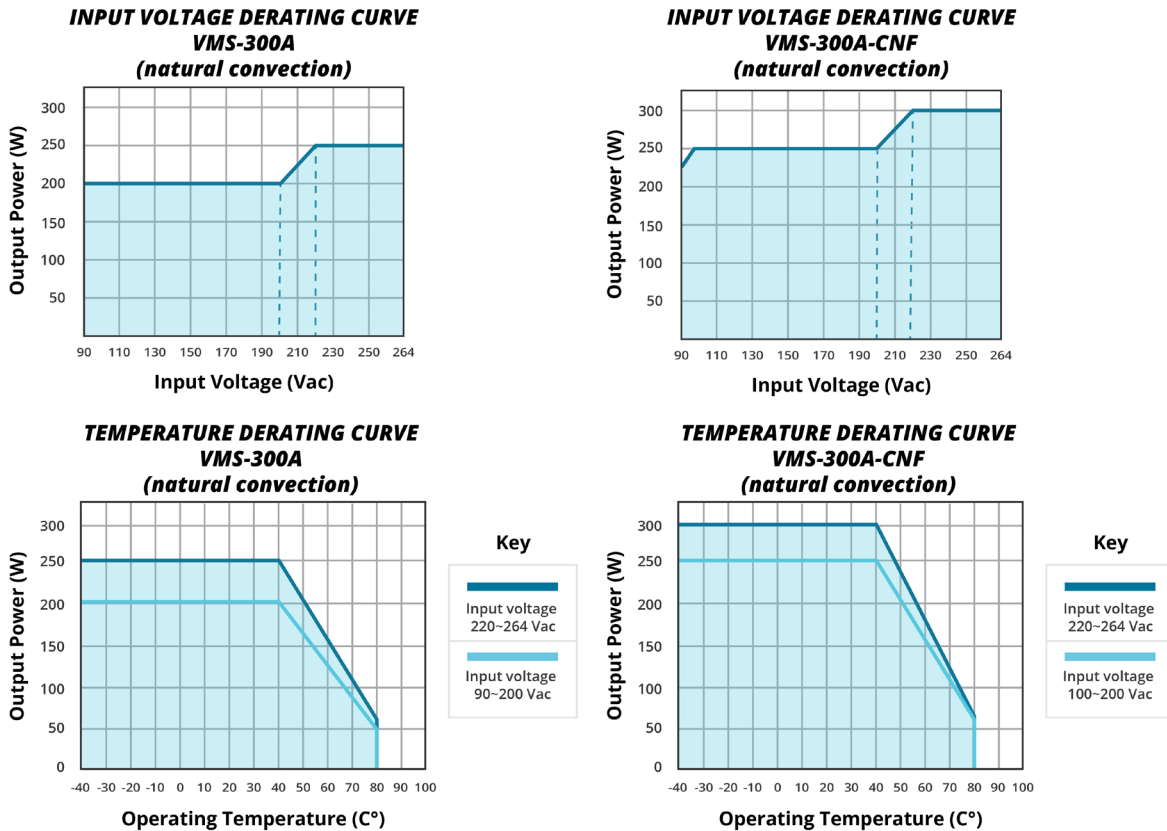 INPUT VOLTAGE DERATING CURVE
VMS-300A
(natural convection)
Output Power (W)
300
250
200
150
100
50
90 110 130 150 170 190 210 230 250 264
Input Voltage (Vac)
INPUT VOLTAGE DERATING CURVE
VMS-300A-CNF
(natural convection)
Output Power (W)
300
250
200
150
100
50
90 110 130 150 170 190 210 230 250 264
Input Voltage (Vac)
TEMPERATURE DERATING CURVE
VMS-300A
(natural convection)
Output Power (W)
300
250
200
150
100
50
0
-40 -30 -20 -10 0 10 20 30 40 50 60 70 80 90 100
Operating Temperature (C°)
Key
Input voltage
220~264 Vac
Input voltage
90~200 Vac
TEMPERATURE DERATING CURVE
VMS-300A-CNF
(natural convection)
Output Power (W)
300
250
200
150
100
50
0
-40 -30 -20 -10 0 10 20 30 40 50 60 70 80 90 100
Operating Temperature (C°)
Key
Input voltage
220~264 Vac
Input voltage
100~200 Vac